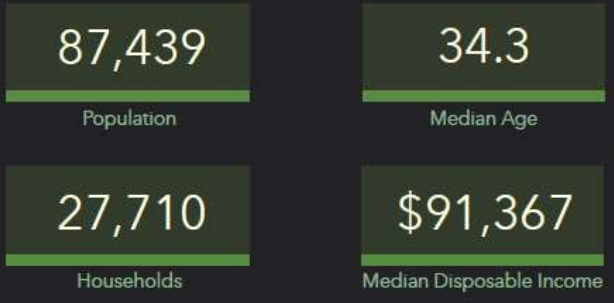 87,439
Population
34.3
Median Age
27,710
Households
$91,367
Median Disposable Income